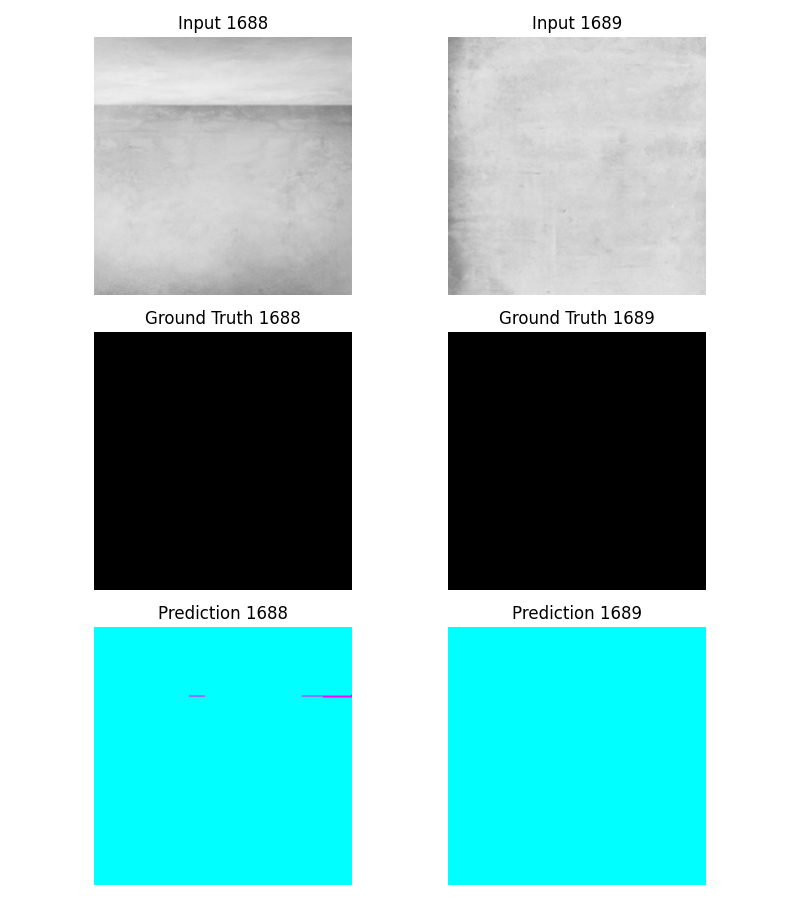 Input 1688
Input 1689
Ground Truth 1688
Ground Truth 1689
Prediction 1688
Prediction 1689